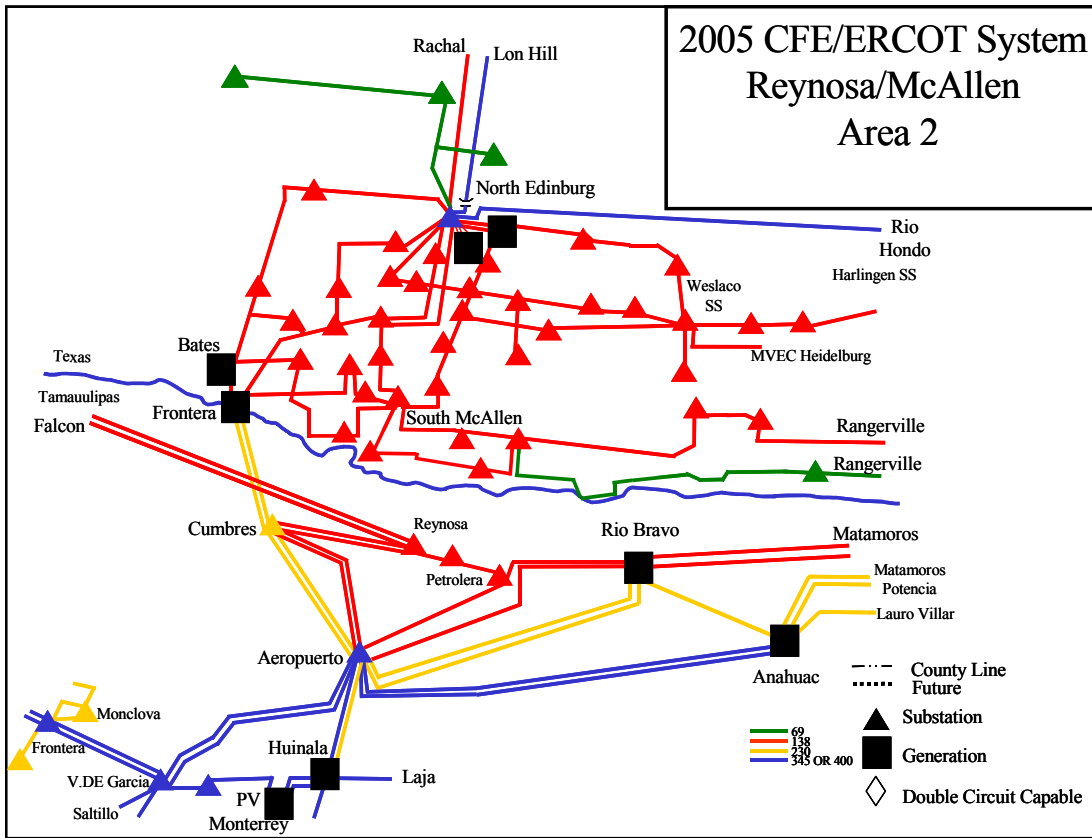 2005 CFE/ERCOT System
Reynosa/McAllen
Area 2
Rachal
Lon Hill
North Edinburg
Rio
Hondo
Harlingen SS
Weslaco
SS
MVEC Heidelburg
Bates
Texas
Tamauulipas
Frontera
Falcon
South McAllen
Rangerville
Rangerville
Cumbres
Reynosa
Petrolera
Rio Bravo
Matamoros
Matamoros
Potencia
Lauro Villar
Aeropuerto
Anahuac
Monclova
Frontera
V.DE Garcia
Saltillo
Huinala
Laja
PV
Monterrey
County Line
Future
Substation
Generation
Double Circuit Capable
69
138
230
345 OR 400